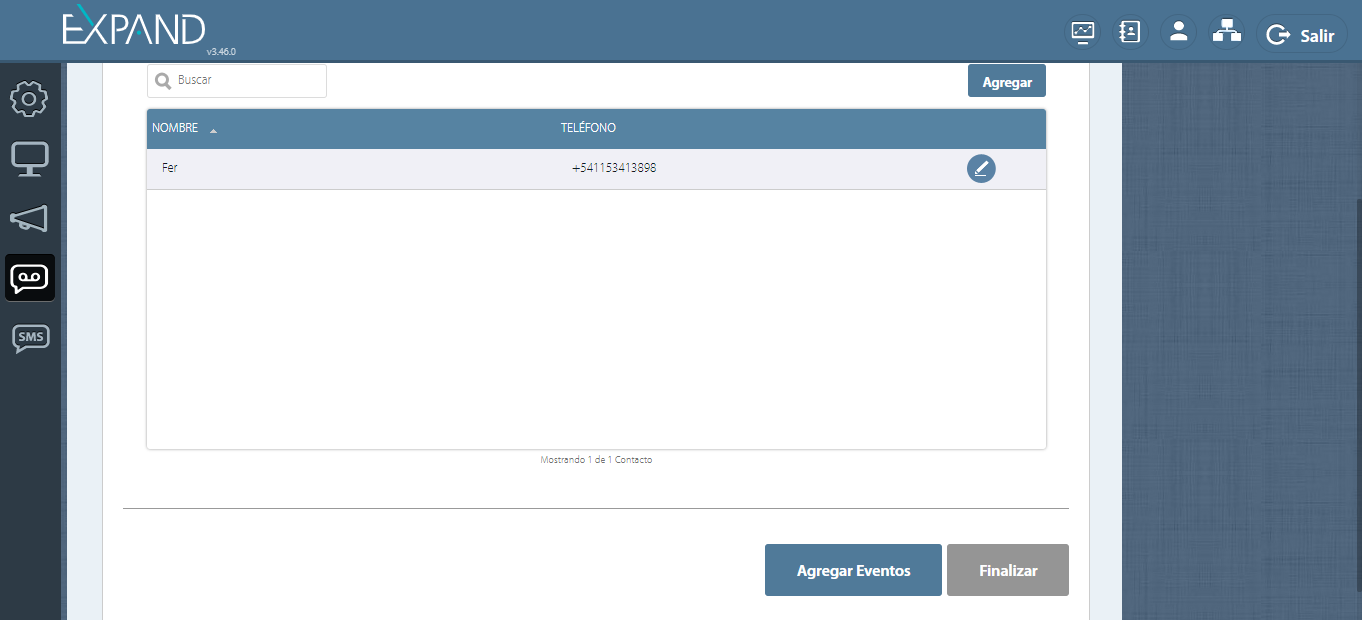 EXPAND
v3.46.0
Salir
Buscar
Agregar
NOMBRE TELÉFONO
Fer +541153413898
SMS
Mostrando 1 de 1 Contacto
Agregar Eventos Finalizar